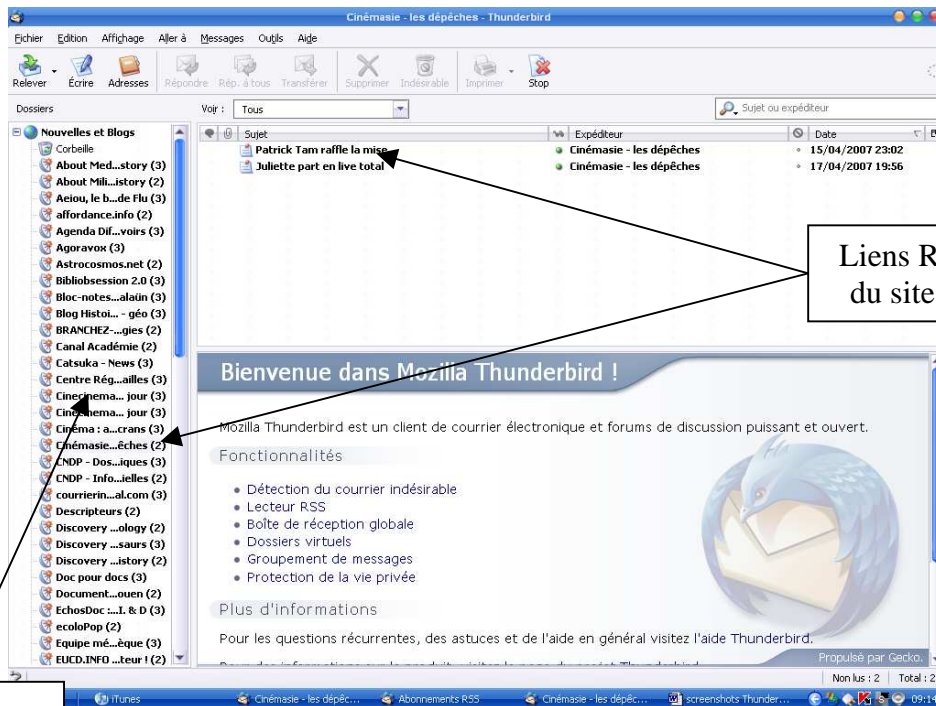 Cinémasie - les dépêches - Thunderbird
Fichier Edition Affichage Aller à Messages Outils Aide
Relever Écrire Adresses Répondre Rép. à tous Transférer Supprimer Indésirable Imprimer Stop
Dossiers Voir : Tous Sujet ou expéditeur
Nouvelles et Blogs
Sujet Expéditeur Date
Corbeille
Patrick Tam raffle la mise Cinémasie - les dépêches 15/04/2007 23:02
About Med...story (3)
Juliette part en live total Cinémasie - les dépêches 17/04/2007 19:56
About Mili...istory (2)
Aeiou, le b...de Flu (3)
affordance.info (2)
Agenda Dif...voirs (3)
Agoravox (3)
Astrocosmos.net (2)
Bibliobsession 2.0 (3)
Bloc-notes...alaün (3)
Blog Histoi... - géo (3)
BRANCHEZ-...gies (2)
Canal Académie (2)
Catsuka - News (3)
Centre Rég...ailles (3)
Cinecinema... jour (3)
Cinecinema... jour (3)
Cinéma : a...crans (3)
Cinémasie...êches (2)
CNDP - Dos...iques (3)
CNDP - Info...ielles (2)
courrierin...al.com (3)
Descripteurs (2)
Discovery ...ology (2)
Discovery ...saurs (3)
Discovery ...istory (2)
Doc pour docs (3)
Document...ouen (2)
EchosDoc :...I. & D (3)
ecoloPop (2)
Equipe mé...èque (3)
EUCD.INFO ...teur ! (2)
Liens R
du site
Bienvenue dans Mozilla Thunderbird !
Mozilla Thunderbird est un client de courrier électronique et forums de discussion puissant et ouvert.
Fonctionnalités
Détection du courrier indésirable
Lecteur RSS
Boîte de réception globale
Dossiers virtuels
Groupement de messages
Protection de la vie privée
Plus d'informations
Pour les questions récurrentes, des astuces et de l'aide en général visitez l'aide Thunderbird.
Propulsé par Gecko.
Non lus : 2 Total : 2
iTunes Cinémasie - les dépêc... Abonnements RSS Cinémasie - les dépêc... screenshots Thunder... 09:14